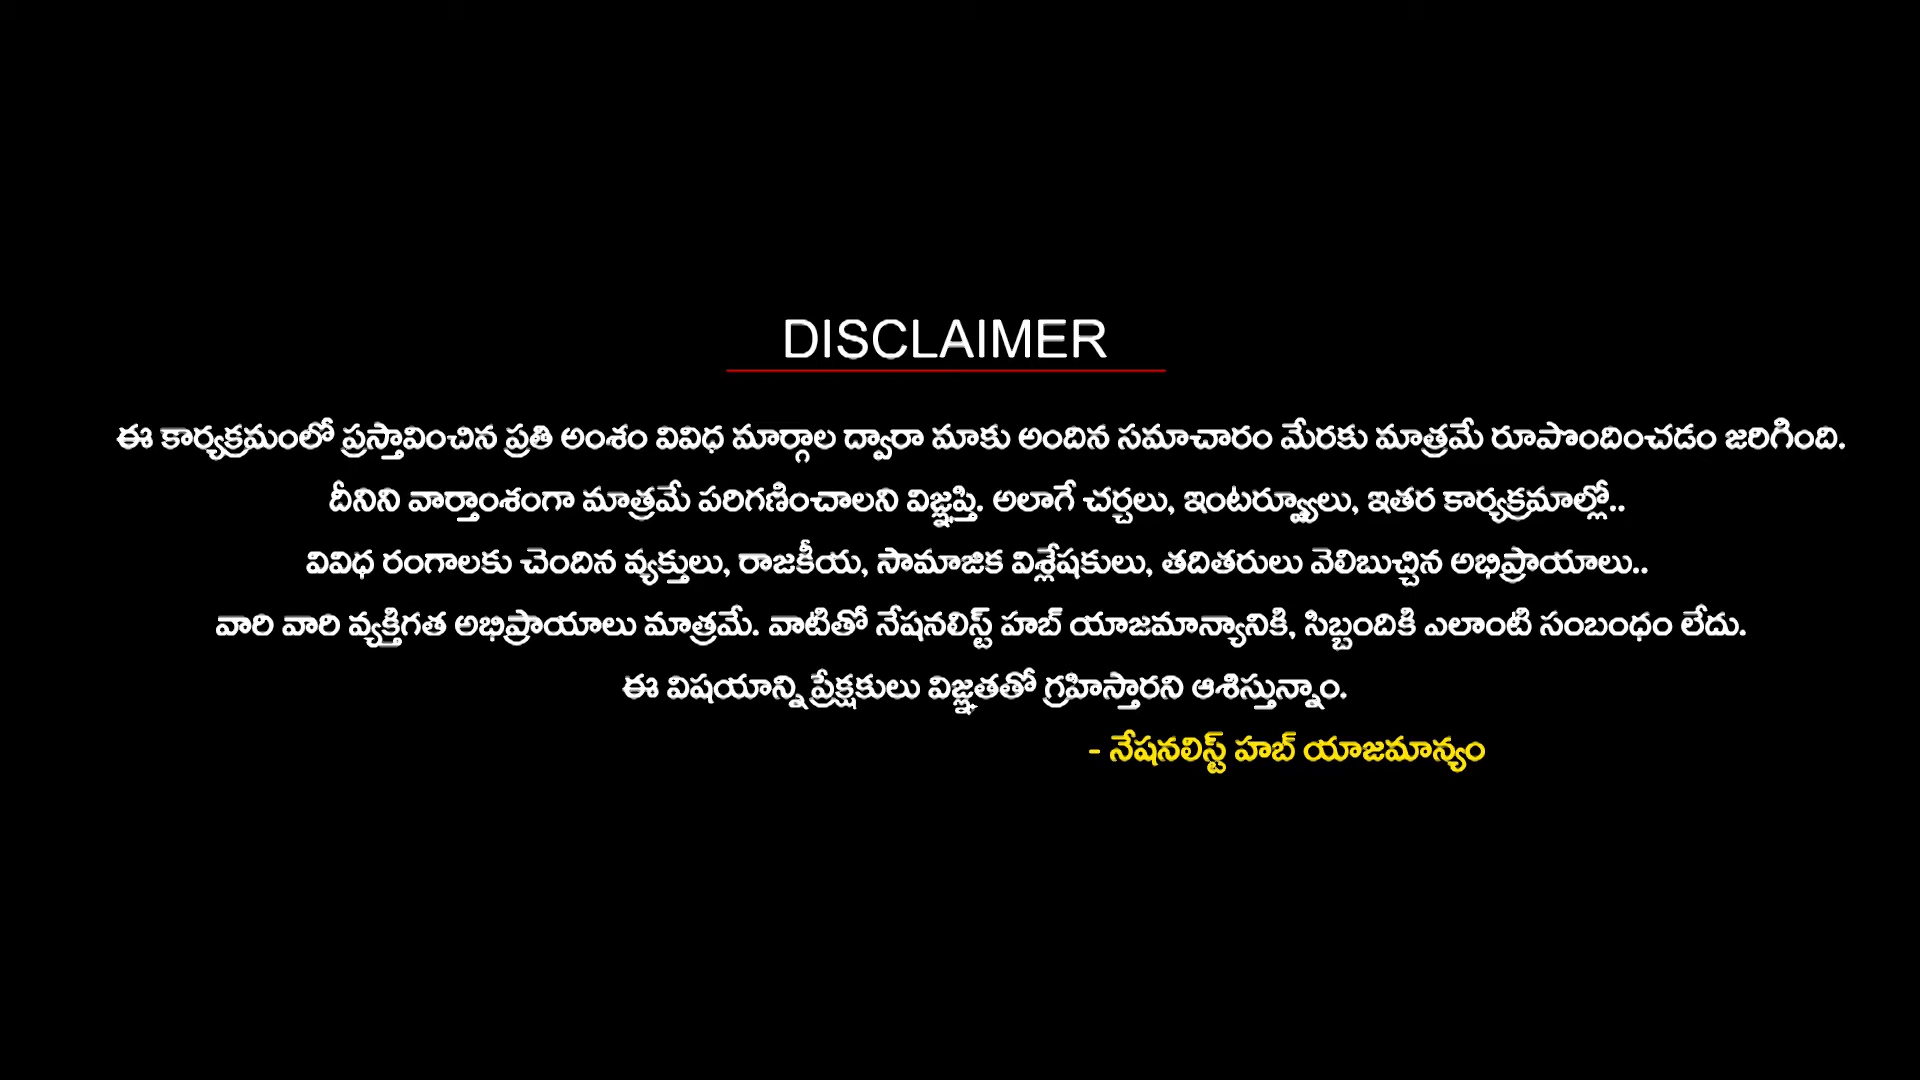 DISCLAIMER
ఈ కార్యక్రమంలో ప్రస్తావించిన ప్రతి అంశం వివిధ మార్గాల ద్వారా మాకు అందిన సమాచారం మేరకు మాత్రమే రూపొందించడం జరిగింది.
దీనిని వార్తాంశంగా మాత్రమే పరిగణించాలని విజ్ఞప్తి. అలాగే చర్చలు, ఇంటర్వ్యూలు, ఇతర కార్యక్రమాల్లో..
వివిధ రంగాలకు చెందిన వ్యక్తులు, రాజకీయ, సామాజిక విశ్లేషకులు, తదితరులు వెలిబుచ్చిన అభిప్రాయాలు..
వారి వారి వ్యక్తిగత అభిప్రాయాలు మాత్రమే. వాటితో నేషనలిస్ట్ హబ్ యాజమాన్యానికి, సిబ్బందికి ఎలాంటి సంబంధం లేదు.
ఈ విషయాన్ని ప్రేక్షకులు విజ్ఞతతో గ్రహిస్తారని ఆశిస్తున్నాం.
- నేషనలిస్ట్ హబ్ యాజమాన్యం